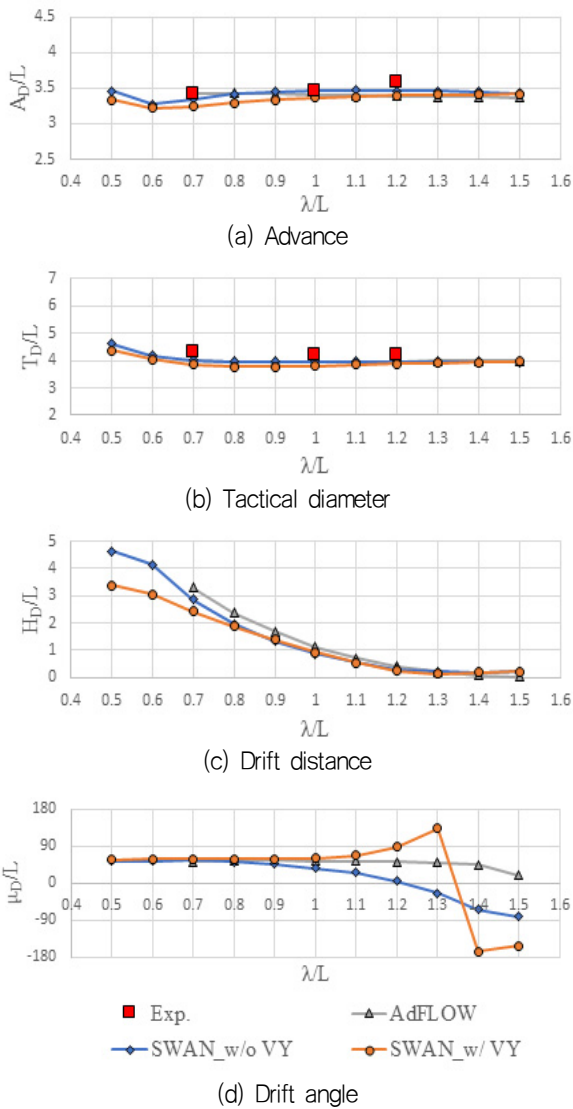 4.5
4
3.5
3
2.5
A_D/L
0.4 0.5 0.6 0.7 0.8 0.9 1 1.1 1.2 1.3 1.4 1.5 1.6
λ/L
(a) Advance
7
6
5
4
3
2
T_D/L
0.4 0.5 0.6 0.7 0.8 0.9 1 1.1 1.2 1.3 1.4 1.5 1.6
λ/L
(b) Tactical diameter
5
4
3
2
1
0
H_D/L
0.4 0.5 0.6 0.7 0.8 0.9 1 1.1 1.2 1.3 1.4 1.5 1.6
λ/L
(c) Drift distance
180
90
0
-90
-180
μ_D/L
0.4 0.5 0.6 0.7 0.8 0.9 1 1.1 1.2 1.3 1.4 1.5 1.6
λ/L
Exp. AdFLOW
SWAN_w/o VY SWAN_w/ VY
(d) Drift angle